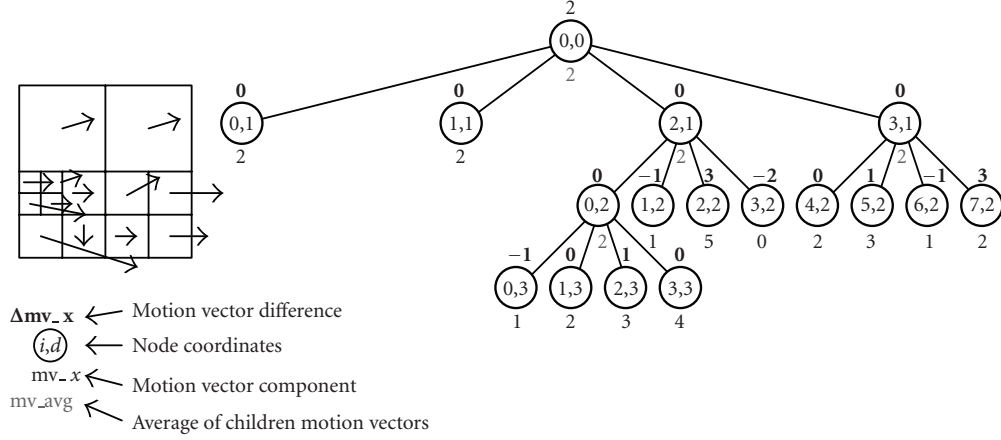 2
0,0
2
0 0 0 0
0,1 1,1 2,1 3,1
2 2 2 2
0 −1 3 −2 0 1 −1 3
0,2 1,2 2,2 3,2 4,2 5,2 6,2 7,2
2 1 5 0 2 3 1 2
−1 0 1 0
0,3 1,3 2,3 3,3
1 2 3 4
Δmv_x Motion vector difference
i,d Node coordinates
mv_x Motion vector component
mv_avg Average of children motion vectors